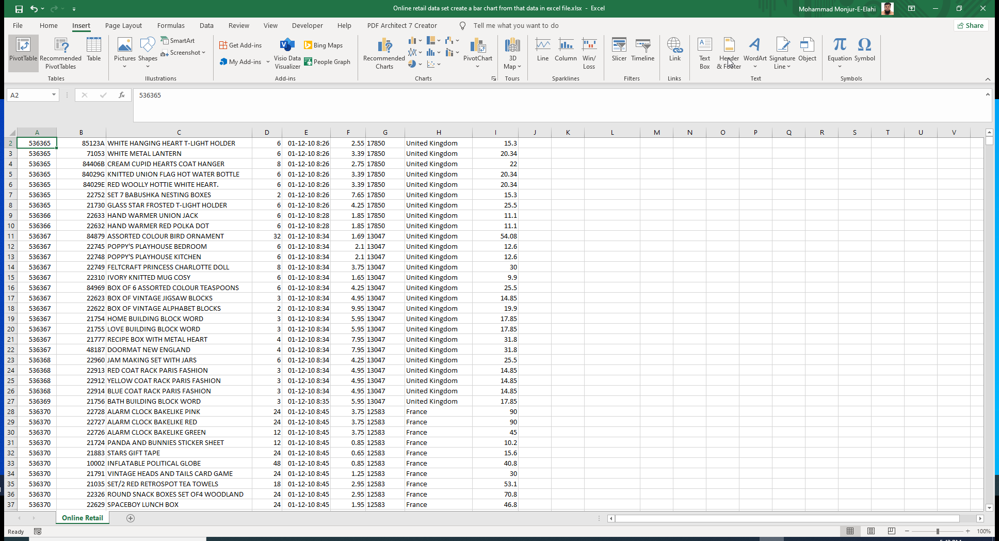 Online retail data set create a bar chart from that data in excel file.xlsx - Excel
Mohammad Monjur-E-Elahi
File Home Insert Page Layout Formulas Data Review View Developer Help PDF Architect 7 Creator Tell me what you want to do Share
PivotTable Recommended PivotTables Table
Tables
Pictures Shapes SmartArt Screenshot
Illustrations
Get Add-ins My Add-ins Visio Data Visualizer Bing Maps People Graph
Add-ins
Recommended Charts PivotChart
Charts
3D Map
Tours
Line Column Win/Loss
Sparklines
Slicer Timeline
Filters
Link
Links
Text Box Header & Footer WordArt Signature Line Object
Text
Equation Symbol
Symbols
A2 fx 536365
A B C D E F G H I J K L M N O P Q R S T U V
2 536365 85123A WHITE HANGING HEART T-LIGHT HOLDER 6 01-12-10 8:26 2.55 17850 United Kingdom 15.3
3 536365 71053 WHITE METAL LANTERN 6 01-12-10 8:26 3.39 17850 United Kingdom 20.34
4 536365 84406B CREAM CUPID HEARTS COAT HANGER 8 01-12-10 8:26 2.75 17850 United Kingdom 22
5 536365 84029G KNITTED UNION FLAG HOT WATER BOTTLE 6 01-12-10 8:26 3.39 17850 United Kingdom 20.34
6 536365 84029E RED WOOLLY HOTTIE WHITE HEART. 6 01-12-10 8:26 3.39 17850 United Kingdom 20.34
7 536365 22752 SET 7 BABUSHKA NESTING BOXES 2 01-12-10 8:26 7.65 17850 United Kingdom 15.3
8 536365 21730 GLASS STAR FROSTED T-LIGHT HOLDER 6 01-12-10 8:26 4.25 17850 United Kingdom 25.5
9 536366 22633 HAND WARMER UNION JACK 6 01-12-10 8:28 1.85 17850 United Kingdom 11.1
10 536366 22632 HAND WARMER RED POLKA DOT 6 01-12-10 8:28 1.85 17850 United Kingdom 11.1
11 536367 84879 ASSORTED COLOUR BIRD ORNAMENT 32 01-12-10 8:34 1.69 13047 United Kingdom 54.08
12 536367 22745 POPPY'S PLAYHOUSE BEDROOM 6 01-12-10 8:34 2.1 13047 United Kingdom 12.6
13 536367 22748 POPPY'S PLAYHOUSE KITCHEN 6 01-12-10 8:34 2.1 13047 United Kingdom 12.6
14 536367 22749 FELTCRAFT PRINCESS CHARLOTTE DOLL 8 01-12-10 8:34 3.75 13047 United Kingdom 30
15 536367 22310 IVORY KNITTED MUG COSY 6 01-12-10 8:34 1.65 13047 United Kingdom 9.9
16 536367 84969 BOX OF 6 ASSORTED COLOUR TEASPOONS 6 01-12-10 8:34 4.25 13047 United Kingdom 25.5
17 536367 22623 BOX OF VINTAGE JIGSAW BLOCKS 3 01-12-10 8:34 4.95 13047 United Kingdom 14.85
18 536367 22622 BOX OF VINTAGE ALPHABET BLOCKS 2 01-12-10 8:34 9.95 13047 United Kingdom 19.9
19 536367 21754 HOME BUILDING BLOCK WORD 3 01-12-10 8:34 5.95 13047 United Kingdom 17.85
20 536367 21755 LOVE BUILDING BLOCK WORD 3 01-12-10 8:34 5.95 13047 United Kingdom 17.85
21 536367 21777 RECIPE BOX WITH METAL HEART 4 01-12-10 8:34 7.95 13047 United Kingdom 31.8
22 536367 48187 DOORMAT NEW ENGLAND 4 01-12-10 8:34 7.95 13047 United Kingdom 31.8
23 536368 22960 JAM MAKING SET WITH JARS 6 01-12-10 8:34 4.25 13047 United Kingdom 25.5
24 536368 22913 RED COAT RACK PARIS FASHION 3 01-12-10 8:34 4.95 13047 United Kingdom 14.85
25 536368 22912 YELLOW COAT RACK PARIS FASHION 3 01-12-10 8:34 4.95 13047 United Kingdom 14.85
26 536368 22914 BLUE COAT RACK PARIS FASHION 3 01-12-10 8:34 4.95 13047 United Kingdom 14.85
27 536369 21756 BATH BUILDING BLOCK WORD 3 01-12-10 8:35 5.95 13047 United Kingdom 17.85
28 536370 22728 ALARM CLOCK BAKELIKE PINK 24 01-12-10 8:45 3.75 12583 France 90
29 536370 22727 ALARM CLOCK BAKELIKE RED 24 01-12-10 8:45 3.75 12583 France 90
30 536370 22726 ALARM CLOCK BAKELIKE GREEN 12 01-12-10 8:45 3.75 12583 France 45
31 536370 21724 PANDA AND BUNNIES STICKER SHEET 12 01-12-10 8:45 0.85 12583 France 10.2
32 536370 21883 STARS GIFT TAPE 24 01-12-10 8:45 0.65 12583 France 15.6
33 536370 10002 INFLATABLE POLITICAL GLOBE 48 01-12-10 8:45 0.85 12583 France 40.8
34 536370 21791 VINTAGE HEADS AND TAILS CARD GAME 24 01-12-10 8:45 1.25 12583 France 30
35 536370 21035 SET/2 RED RETROSPOT TEA TOWELS 18 01-12-10 8:45 2.95 12583 France 53.1
36 536370 22326 ROUND SNACK BOXES SET OF4 WOODLAND 24 01-12-10 8:45 2.95 12583 France 70.8
37 536370 22629 SPACEBOY LUNCH BOX 24 01-12-10 8:45 1.95 12583 France 46.8
Online Retail
Ready 100%